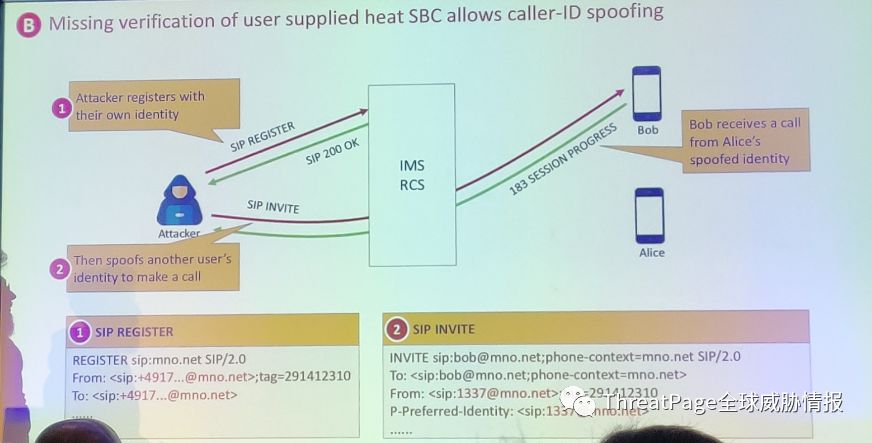 B Missing verification of user supplied heat SBC allows caller-ID spoofing
1
Attacker registers with
their own identity
SIP REGISTER
SIP 200 OK
IMS
RCS
183 SESSION PROGRESS
Bob
Bob receives a call
from Alice's
spoofed identity
SIP INVITE
Attacker
Alice
2
Then spoofs another user's
identity to make a call
1 SIP REGISTER
REGISTER sip:mno.net SIP/2.0
From: <sip:+4917...@mno.net>;tag=291412310
To: <sip:+4917...@mno.net>
......
2 SIP INVITE
INVITE sip:bob@mno.net;phone-context=mno.net SIP/2.0
To: <sip:bob@mno.net;phone-context=mno.net>
From: <sip:1337@mno.net>;=291412310
P-Preferred-Identity: <sip:1337@mno.net>
......
ThreatPage全球威胁情报